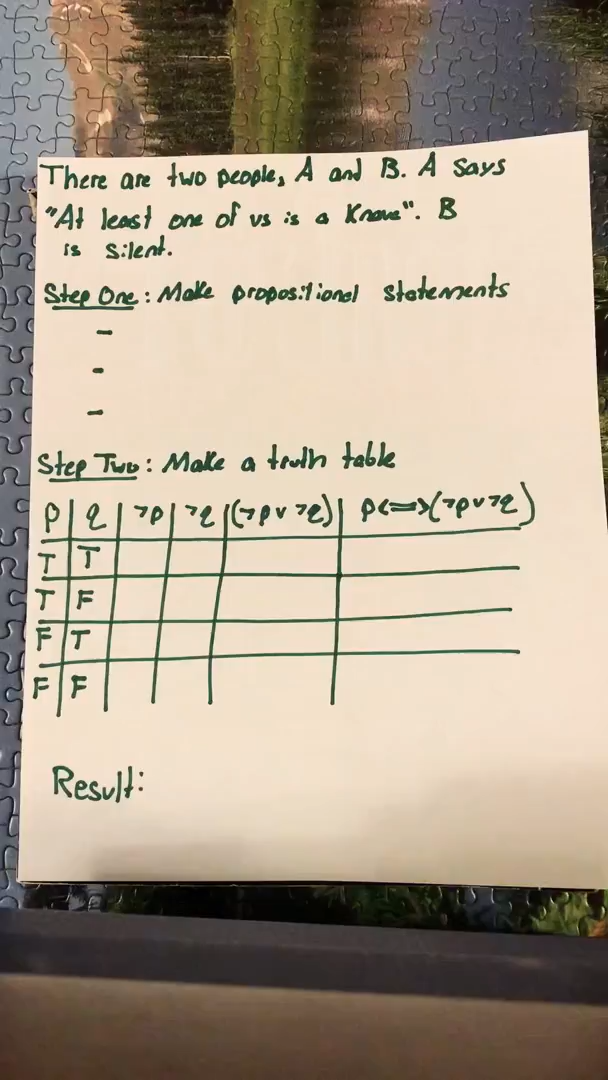 There are two people, A and B. A says
"At least one of us is a Knave". B
is silent.
Step One: Make propositional statements
-
-
-
Step Two: Make a truth table
p | q | ¬p | ¬q | (¬p ∨ ¬q) | p<=>(¬p ∨ ¬q)
T | T
T | F
F | T
F | F
Result: